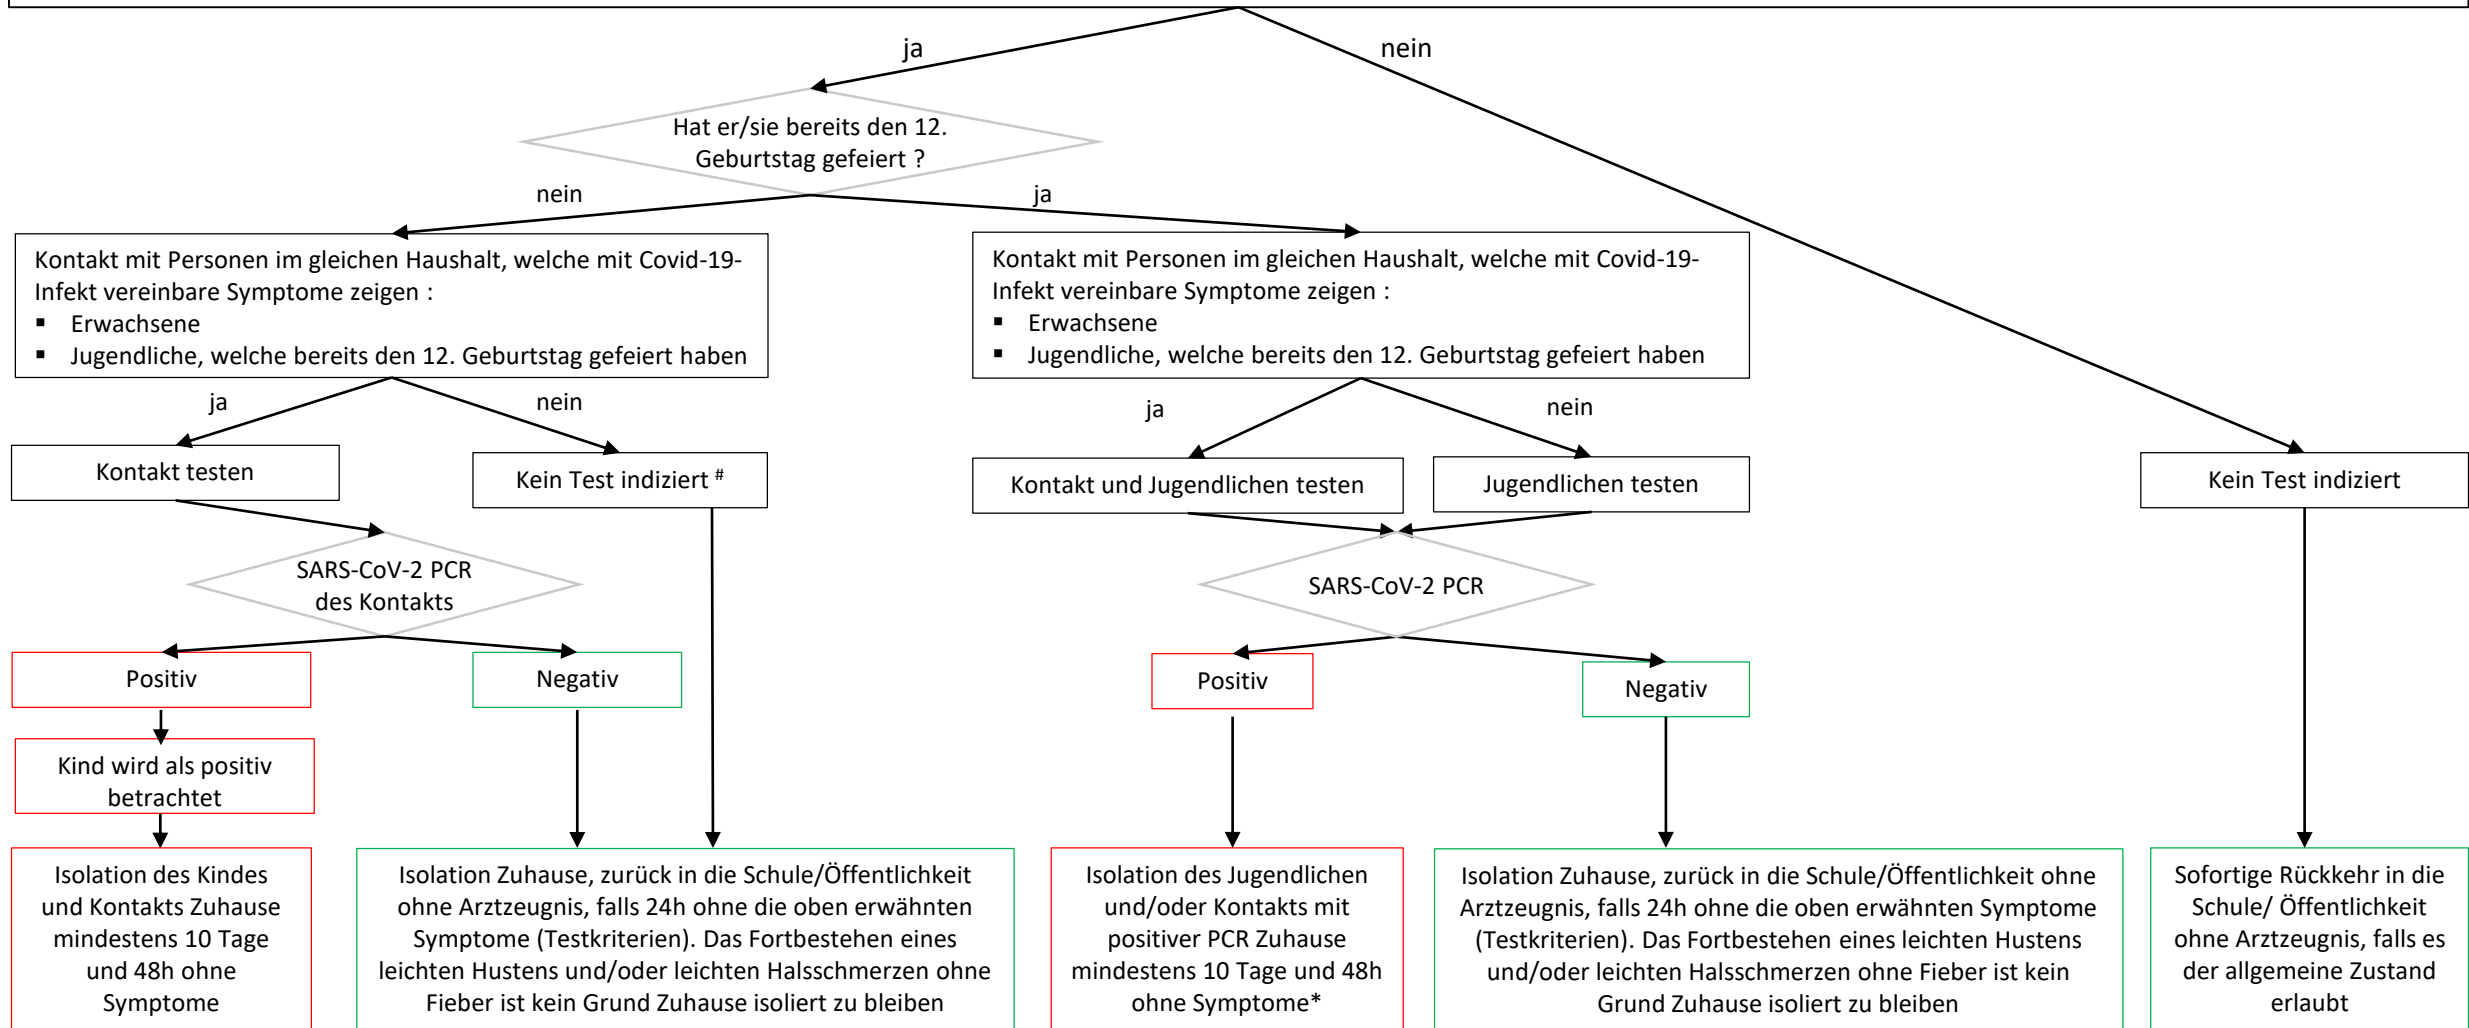 ja
nein
Hat er/sie bereits den 12.
Geburtstag gefeiert ?
nein
ja
Kontakt mit Personen im gleichen Haushalt, welche mit Covid-19-
Infekt vereinbare Symptome zeigen :
▪ Erwachsene
▪ Jugendliche, welche bereits den 12. Geburtstag gefeiert haben
Kontakt mit Personen im gleichen Haushalt, welche mit Covid-19-
Infekt vereinbare Symptome zeigen :
▪ Erwachsene
▪ Jugendliche, welche bereits den 12. Geburtstag gefeiert haben
ja
nein
ja
nein
Kontakt testen
Kein Test indiziert #
Kontakt und Jugendlichen testen
Jugendlichen testen
Kein Test indiziert
SARS-CoV-2 PCR
des Kontakts
SARS-CoV-2 PCR
Positiv
Negativ
Positiv
Negativ
Kind wird als positiv
betrachtet
Isolation des Kindes
und Kontakts Zuhause
mindestens 10 Tage
und 48h ohne
Symptome
Isolation Zuhause, zurück in die Schule/Öffentlichkeit
ohne Arztzeugnis, falls 24h ohne die oben erwähnten
Symptome (Testkriterien). Das Fortbestehen eines
leichten Hustens und/oder leichten Halsschmerzen ohne
Fieber ist kein Grund Zuhause isoliert zu bleiben
Isolation des Jugendlichen
und/oder Kontakts mit
positiver PCR Zuhause
mindestens 10 Tage und 48h
ohne Symptome*
Isolation Zuhause, zurück in die Schule/Öffentlichkeit ohne
Arztzeugnis, falls 24h ohne die oben erwähnten Symptome
(Testkriterien). Das Fortbestehen eines leichten Hustens
und/oder leichten Halsschmerzen ohne Fieber ist kein
Grund Zuhause isoliert zu bleiben
Sofortige Rückkehr in die
Schule/ Öffentlichkeit
ohne Arztzeugnis, falls es
der allgemeine Zustand
erlaubt